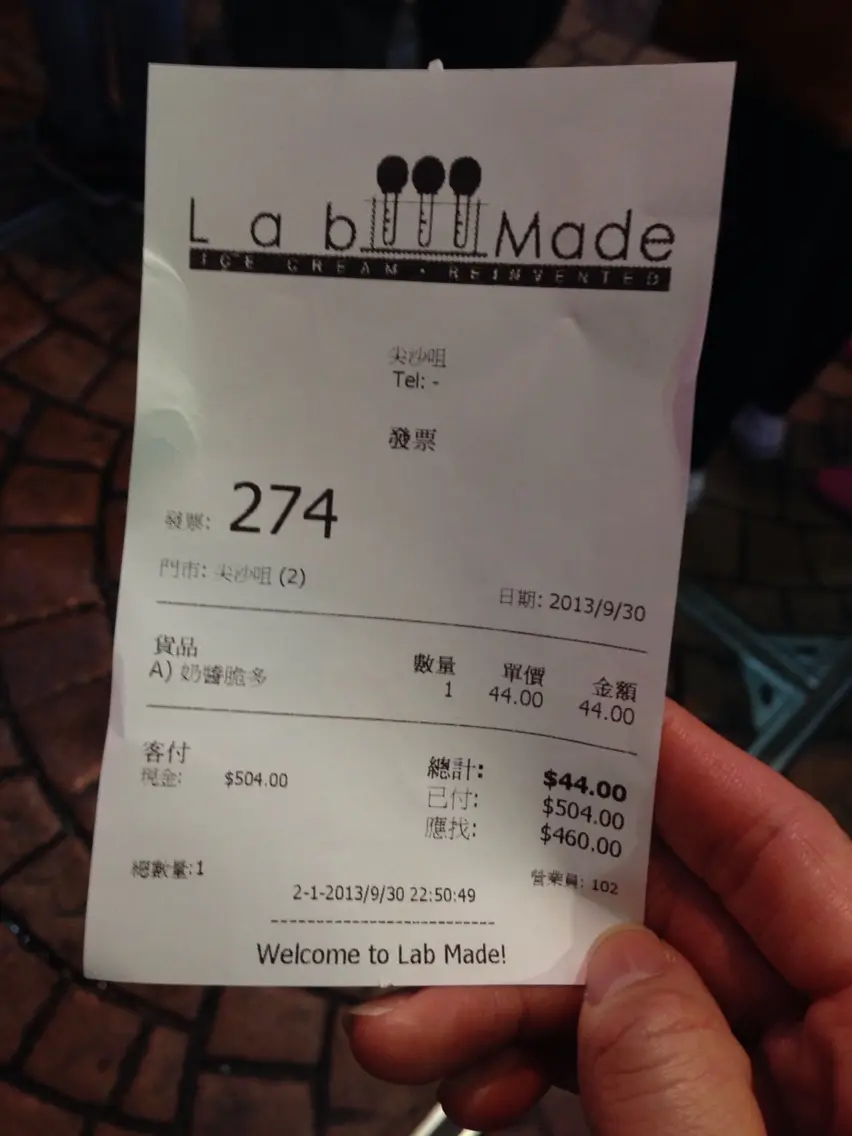 Lab Made
ICE CREAM · REINVENTED
尖沙咀
Tel: -
發票
發票: 274
門市: 尖沙咀 (2)
日期: 2013/9/30
貨品 數量 單價 金額
A) 奶醬脆多 1 44.00 44.00
客付 總計: $44.00
現金: $504.00 已付: $504.00
應找: $460.00
總數量:1 營業員: 102
2-1-2013/9/30 22:50:49
Welcome to Lab Made!